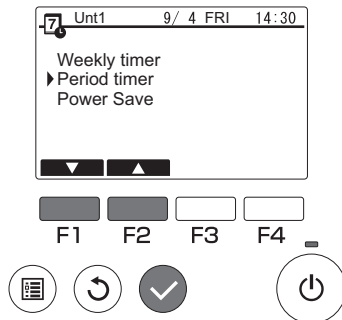 7 Unt1 9/ 4 FRI 14:30
Weekly timer
Period timer
Power Save
F1 F2 F3 F4